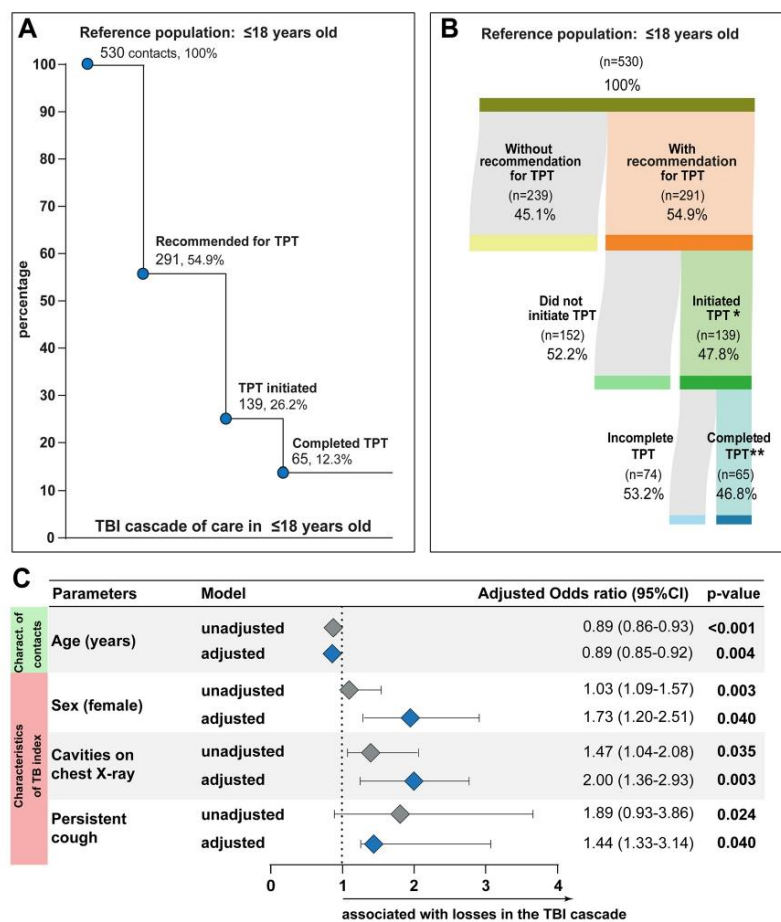 A
Reference population: ≤18 years old
530 contacts, 100%
100
90
80
70
60
50
40
30
20
10
0
percentage
Recommended for TPT
291, 54.9%
TPT initiated
139, 26.2%
Completed TPT
65, 12.3%
TBI cascade of care in ≤18 years old
B
Reference population: ≤18 years old
(n=530)
100%
Without
recommendation
for TPT
(n=239)
45.1%
With
recommendation
for TPT
(n=291)
54.9%
Did not
initiate TPT
(n=152)
52.2%
Initiated
TPT *
(n=139)
47.8%
Incomplete
TPT
(n=74)
53.2%
Completed
TPT**
(n=65)
46.8%
C
Parameters Model Adjusted Odds ratio (95%CI) p-value
Charact. of
contacts
Age (years)
unadjusted 0.89 (0.86-0.93) <0.001
adjusted 0.89 (0.85-0.92) 0.004
Characteristics
of TB index
Sex (female)
unadjusted 1.03 (1.09-1.57) 0.003
adjusted 1.73 (1.20-2.51) 0.040
Cavities on
chest X-ray
unadjusted 1.47 (1.04-2.08) 0.035
adjusted 2.00 (1.36-2.93) 0.003
Persistent
cough
unadjusted 1.89 (0.93-3.86) 0.024
adjusted 1.44 (1.33-3.14) 0.040
0 1 2 3 4
associated with losses in the TBI cascade